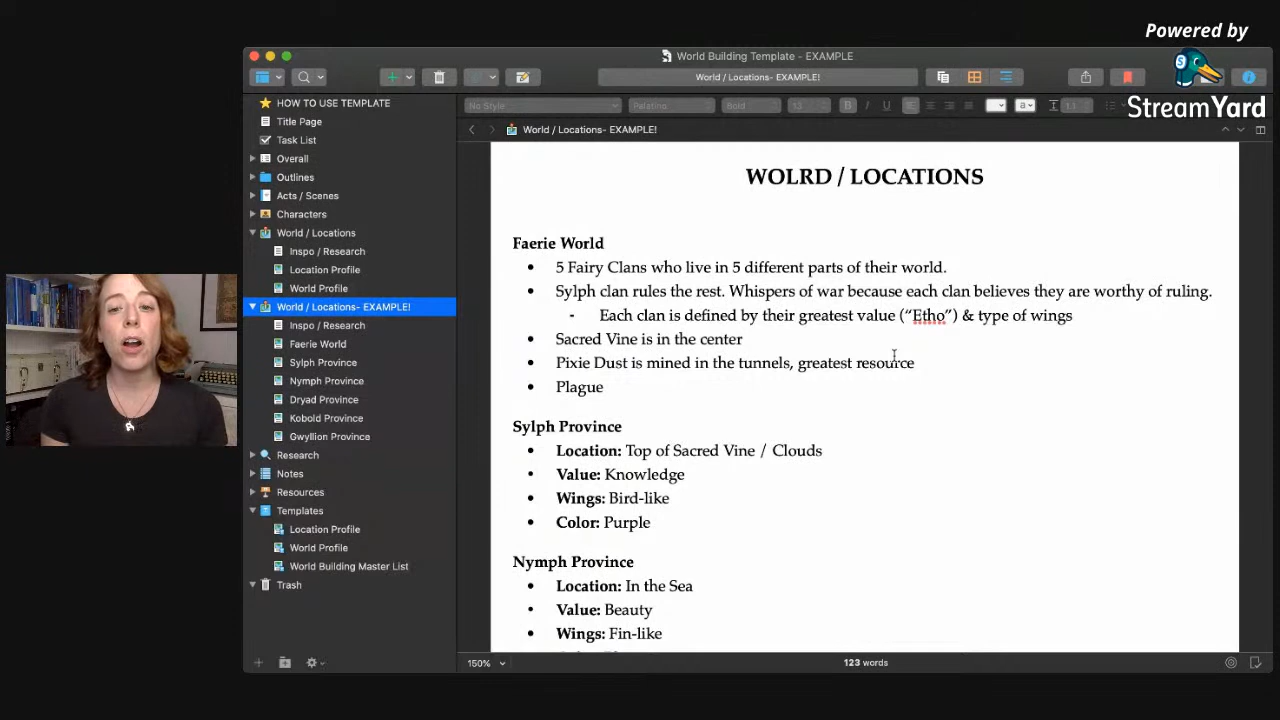 Powered by
StreamYard
World Building Template - EXAMPLE
World / Locations- EXAMPLE!
No Style
Palatino
Bold
13
B
I
U
a
a
1.1
World / Locations- EXAMPLE!
HOW TO USE TEMPLATE
Title Page
Task List
Overall
Outlines
Acts / Scenes
Characters
World / Locations
Inspo / Research
Location Profile
World Profile
World / Locations- EXAMPLE!
Inspo / Research
Faerie World
Sylph Province
Nymph Province
Dryad Province
Kobold Province
Gwyllion Province
Research
Notes
Resources
Templates
Location Profile
World Profile
World Building Master List
Trash
WOLRD / LOCATIONS
Faerie World
• 5 Fairy Clans who live in 5 different parts of their world.
• Sylph clan rules the rest. Whispers of war because each clan believes they are worthy of ruling.
- Each clan is defined by their greatest value (“Etho”) & type of wings
• Sacred Vine is in the center
• Pixie Dust is mined in the tunnels, greatest resource
• Plague
Sylph Province
• Location: Top of Sacred Vine / Clouds
• Value: Knowledge
• Wings: Bird-like
• Color: Purple
Nymph Province
• Location: In the Sea
• Value: Beauty
• Wings: Fin-like
150%
123 words